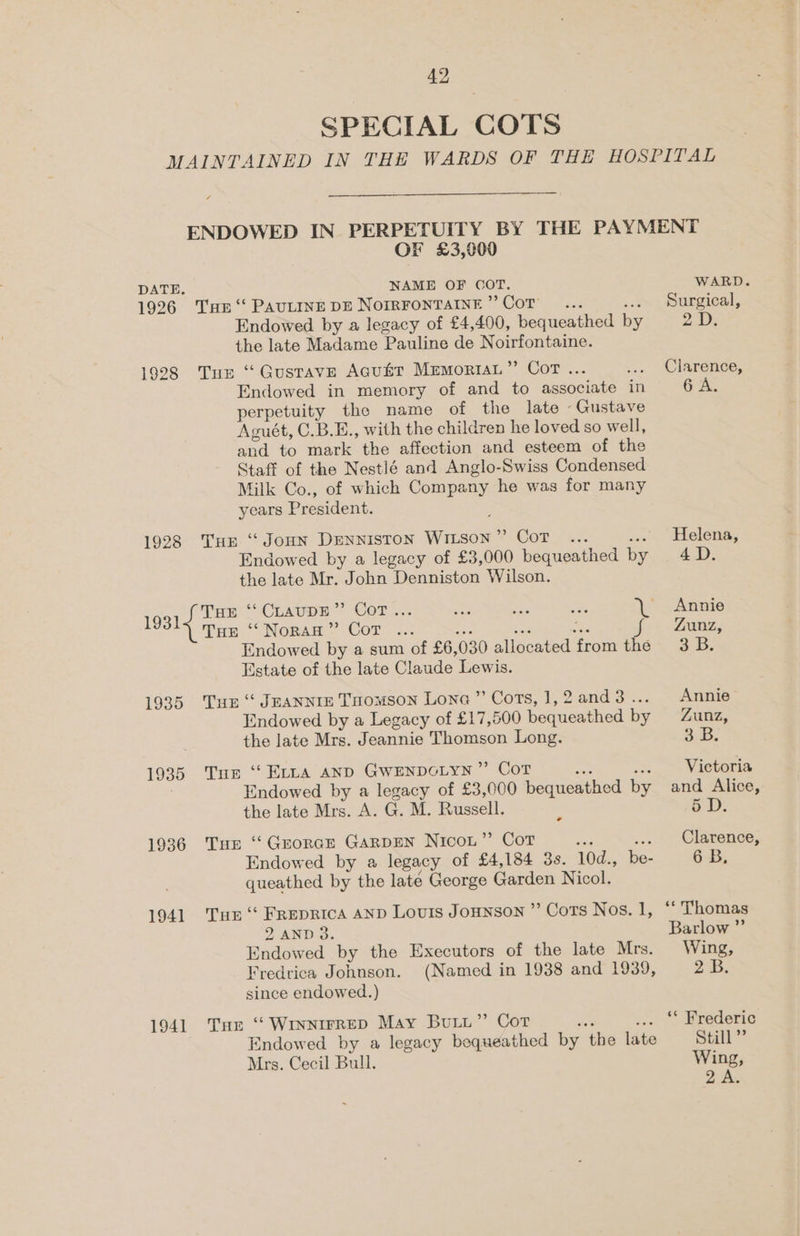 42
SPECIAL COTS
MAINTAINED IN THE WARDS OF THE HOSPITAL
ENDOWED IN PERPETUITY BY THE PAYMENT
OF £3,000
DATE. NAME OF COT. WARD.
1926 THE “ PAULINE DE NOIRFONTAINE ” COT ... ... Surgical,
Endowed by a legacy of £4,400, bequeathed by 2 D.
the late Madame Pauline de Noirfontaine.
1928 THE “ GUSTAVE AGUÉT MEMORIAL ” COT ... ... Clarence,
Endowed in memory of and to associate in 6 A.
perpetuity the name of the late Gustave
Aguét, C.B.E., with the children he loved so well,
and to mark the affection and esteem of the
Staff of the Nestlé and Anglo-Swiss Condensed
Milk Co., of which Company he was for many
years President.
1928 THE “ JOHN DENNISTON WILSON ” COT ... ... Helena,
Endowed by a legacy of £3,000 bequeathed by 4 D.
the late Mr. John Denniston Wilson.
1931 { THE “ CLAUDE ” COT ... ... ... ... } Annie
THE “ NORAH ” COT ... ... ... ... Zunz,
Endowed by a sum of £6,030 allocated from the 3 B.
Estate of the late Claude Lewis.
1935 THE “ JEANNIE THOMSON LONG ” COTS, 1, 2 and 3 ... Annie
Endowed by a Legacy of £17,500 bequeathed by Zunz,
the late Mrs. Jeannie Thomson Long. 3 B.
1935 THE “ ELLA AND GWENDOLYN ” COT ... ... Victoria
Endowed by a legacy of £3,000 bequeathed by and Alice,
the late Mrs. A. G. M. Russell. 5 D.
1936 THE “ GEORGE GARDEN NICOL ” COT ... ... Clarence,
Endowed by a legacy of £4,184 3s. 10d., be- 6 B,
queathed by the late George Garden Nicol.
1941 THE “ FREDRICA AND LOUIS JOHNSON ” COTS Nos. 1, “ Thomas
2 AND 3. Barlow ”
Endowed by the Executors of the late Mrs. Wing,
Fredrica Johnson. (Named in 1938 and 1939, 2 B.
since endowed.)
1941 THE “ WINNIFRED MAY BULL ” COT ... ... “ Frederic
Endowed by a legacy bequeathed by the late Still ”
Mrs. Cecil Bull. Wing,
2 A.